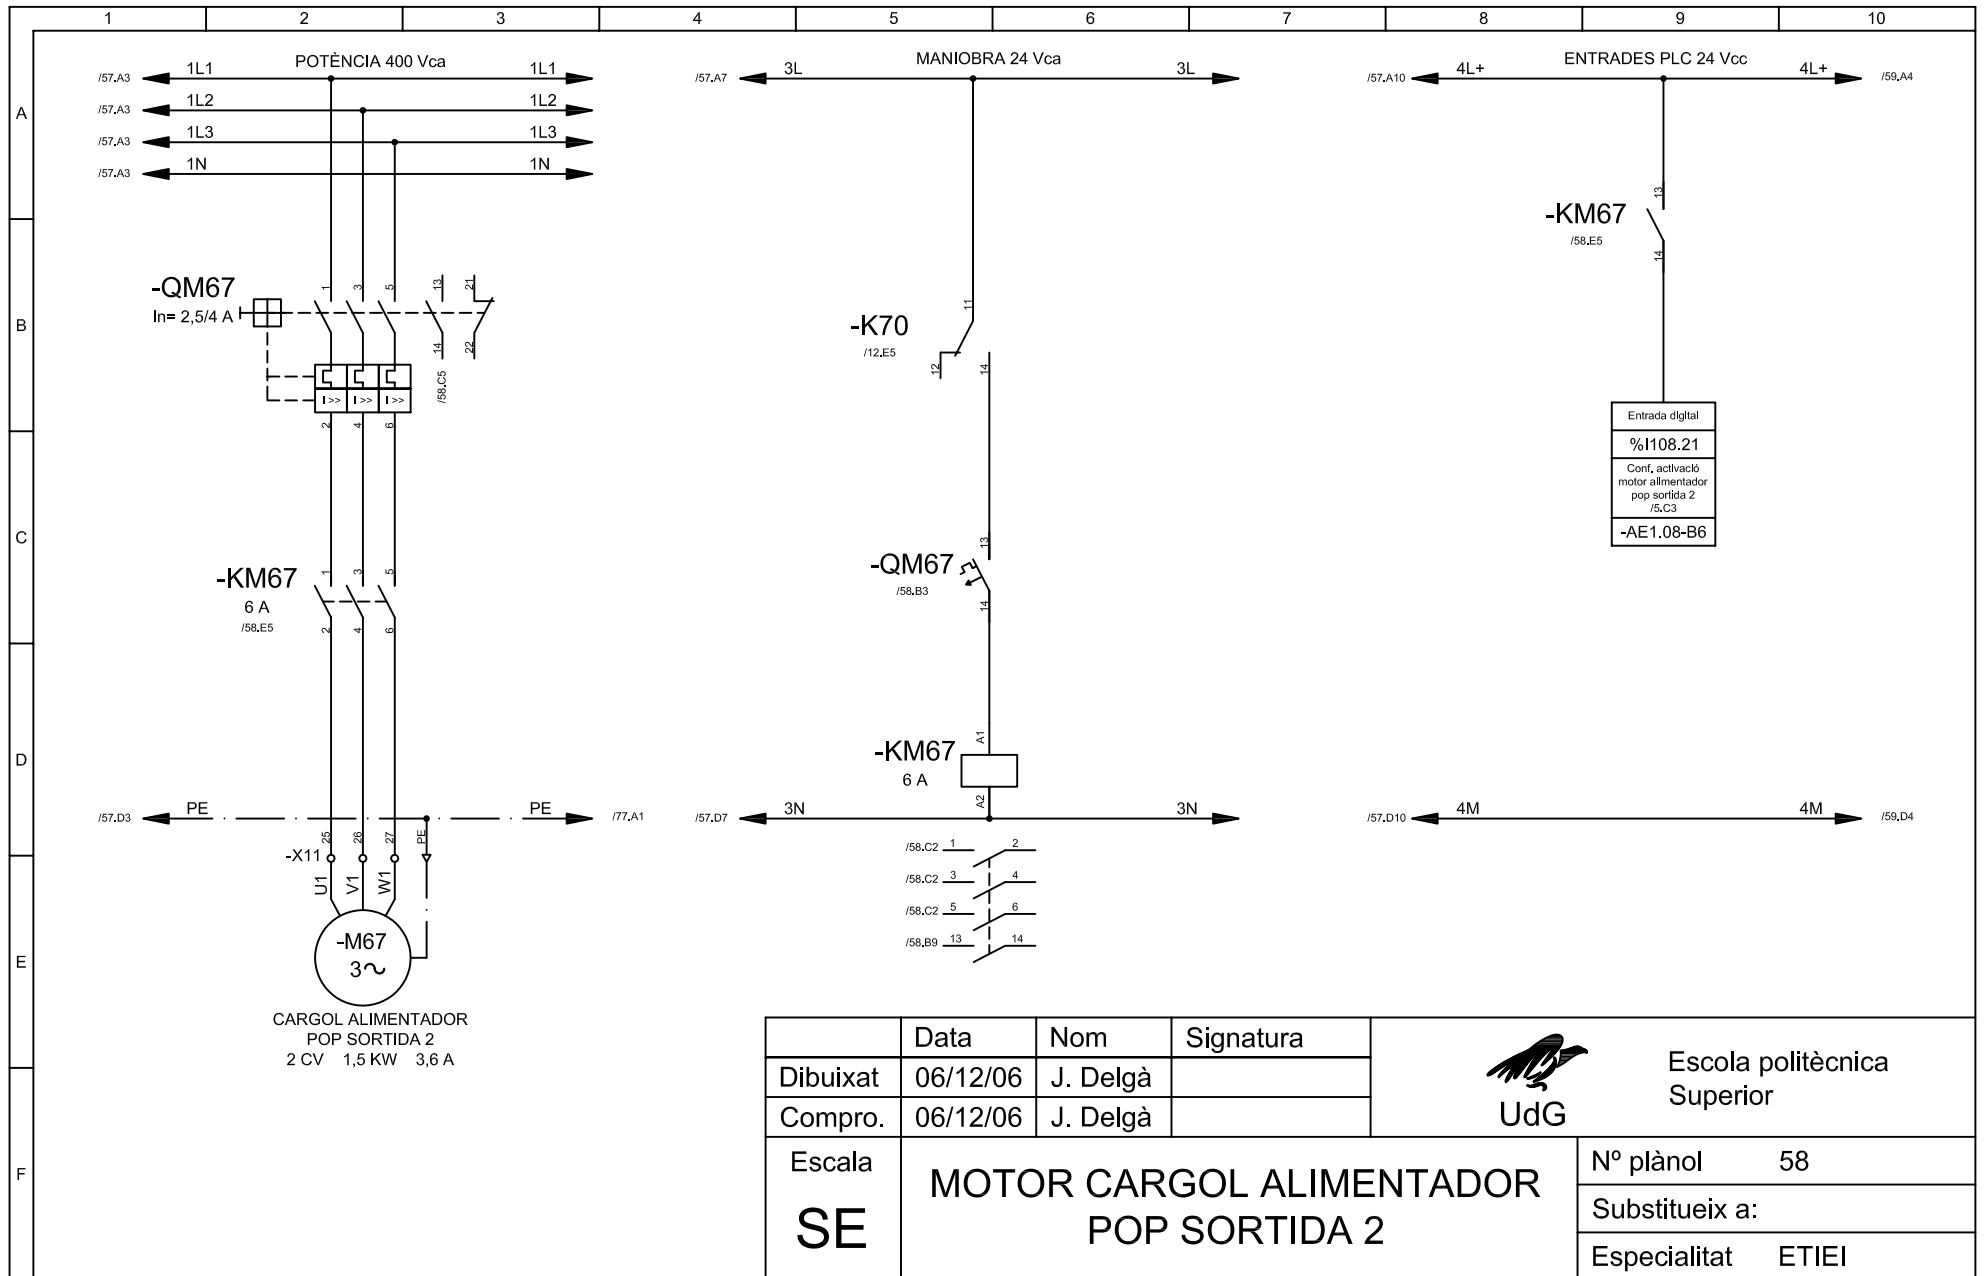 1 2 3 4 5 6 7 8 9 10
A
B
C
D
E
F
POTÈNCIA 400 Vca
/57.A3 1L1 1L1
/57.A3 1L2 1L2
/57.A3 1L3 1L3
/57.A3 1N 1N
-QM67
In= 2,5/4 A
1 3 5 13 21
14 22
/58.C5
I >> I >> I >>
2 4 6
-KM67
6 A
/58.E5
1 3 5
2 4 6
/57.D3 PE PE /77.A1
25 26 27 PE
-X11
U1 V1 W1
-M67
3~
CARGOL ALIMENTADOR
POP SORTIDA 2
2 CV 1,5 KW 3,6 A
MANIOBRA 24 Vca
/57.A7 3L 3L
11
-K70
/12.E5
12 14
13
-QM67
/58.B3
14
A1
-KM67
6 A
A2
/57.D7 3N 3N
/58.C2 1 2
/58.C2 3 4
/58.C2 5 6
/58.B9 13 14
ENTRADES PLC 24 Vcc
/57.A10 4L+ 4L+ /59.A4
13
-KM67
/58.E5
14
Entrada digital
%I108.21
Conf. activació
motor alimentador
pop sortida 2
/5.C3
-AE1.08-B6
/57.D10 4M 4M /59.D4
Data Nom Signatura
Dibuixat 06/12/06 J. Delgà
Compro. 06/12/06 J. Delgà
UdG
Escola politècnica
Superior
Escala
SE
MOTOR CARGOL ALIMENTADOR
POP SORTIDA 2
Nº plànol 58
Substitueix a:
Especialitat ETIEI